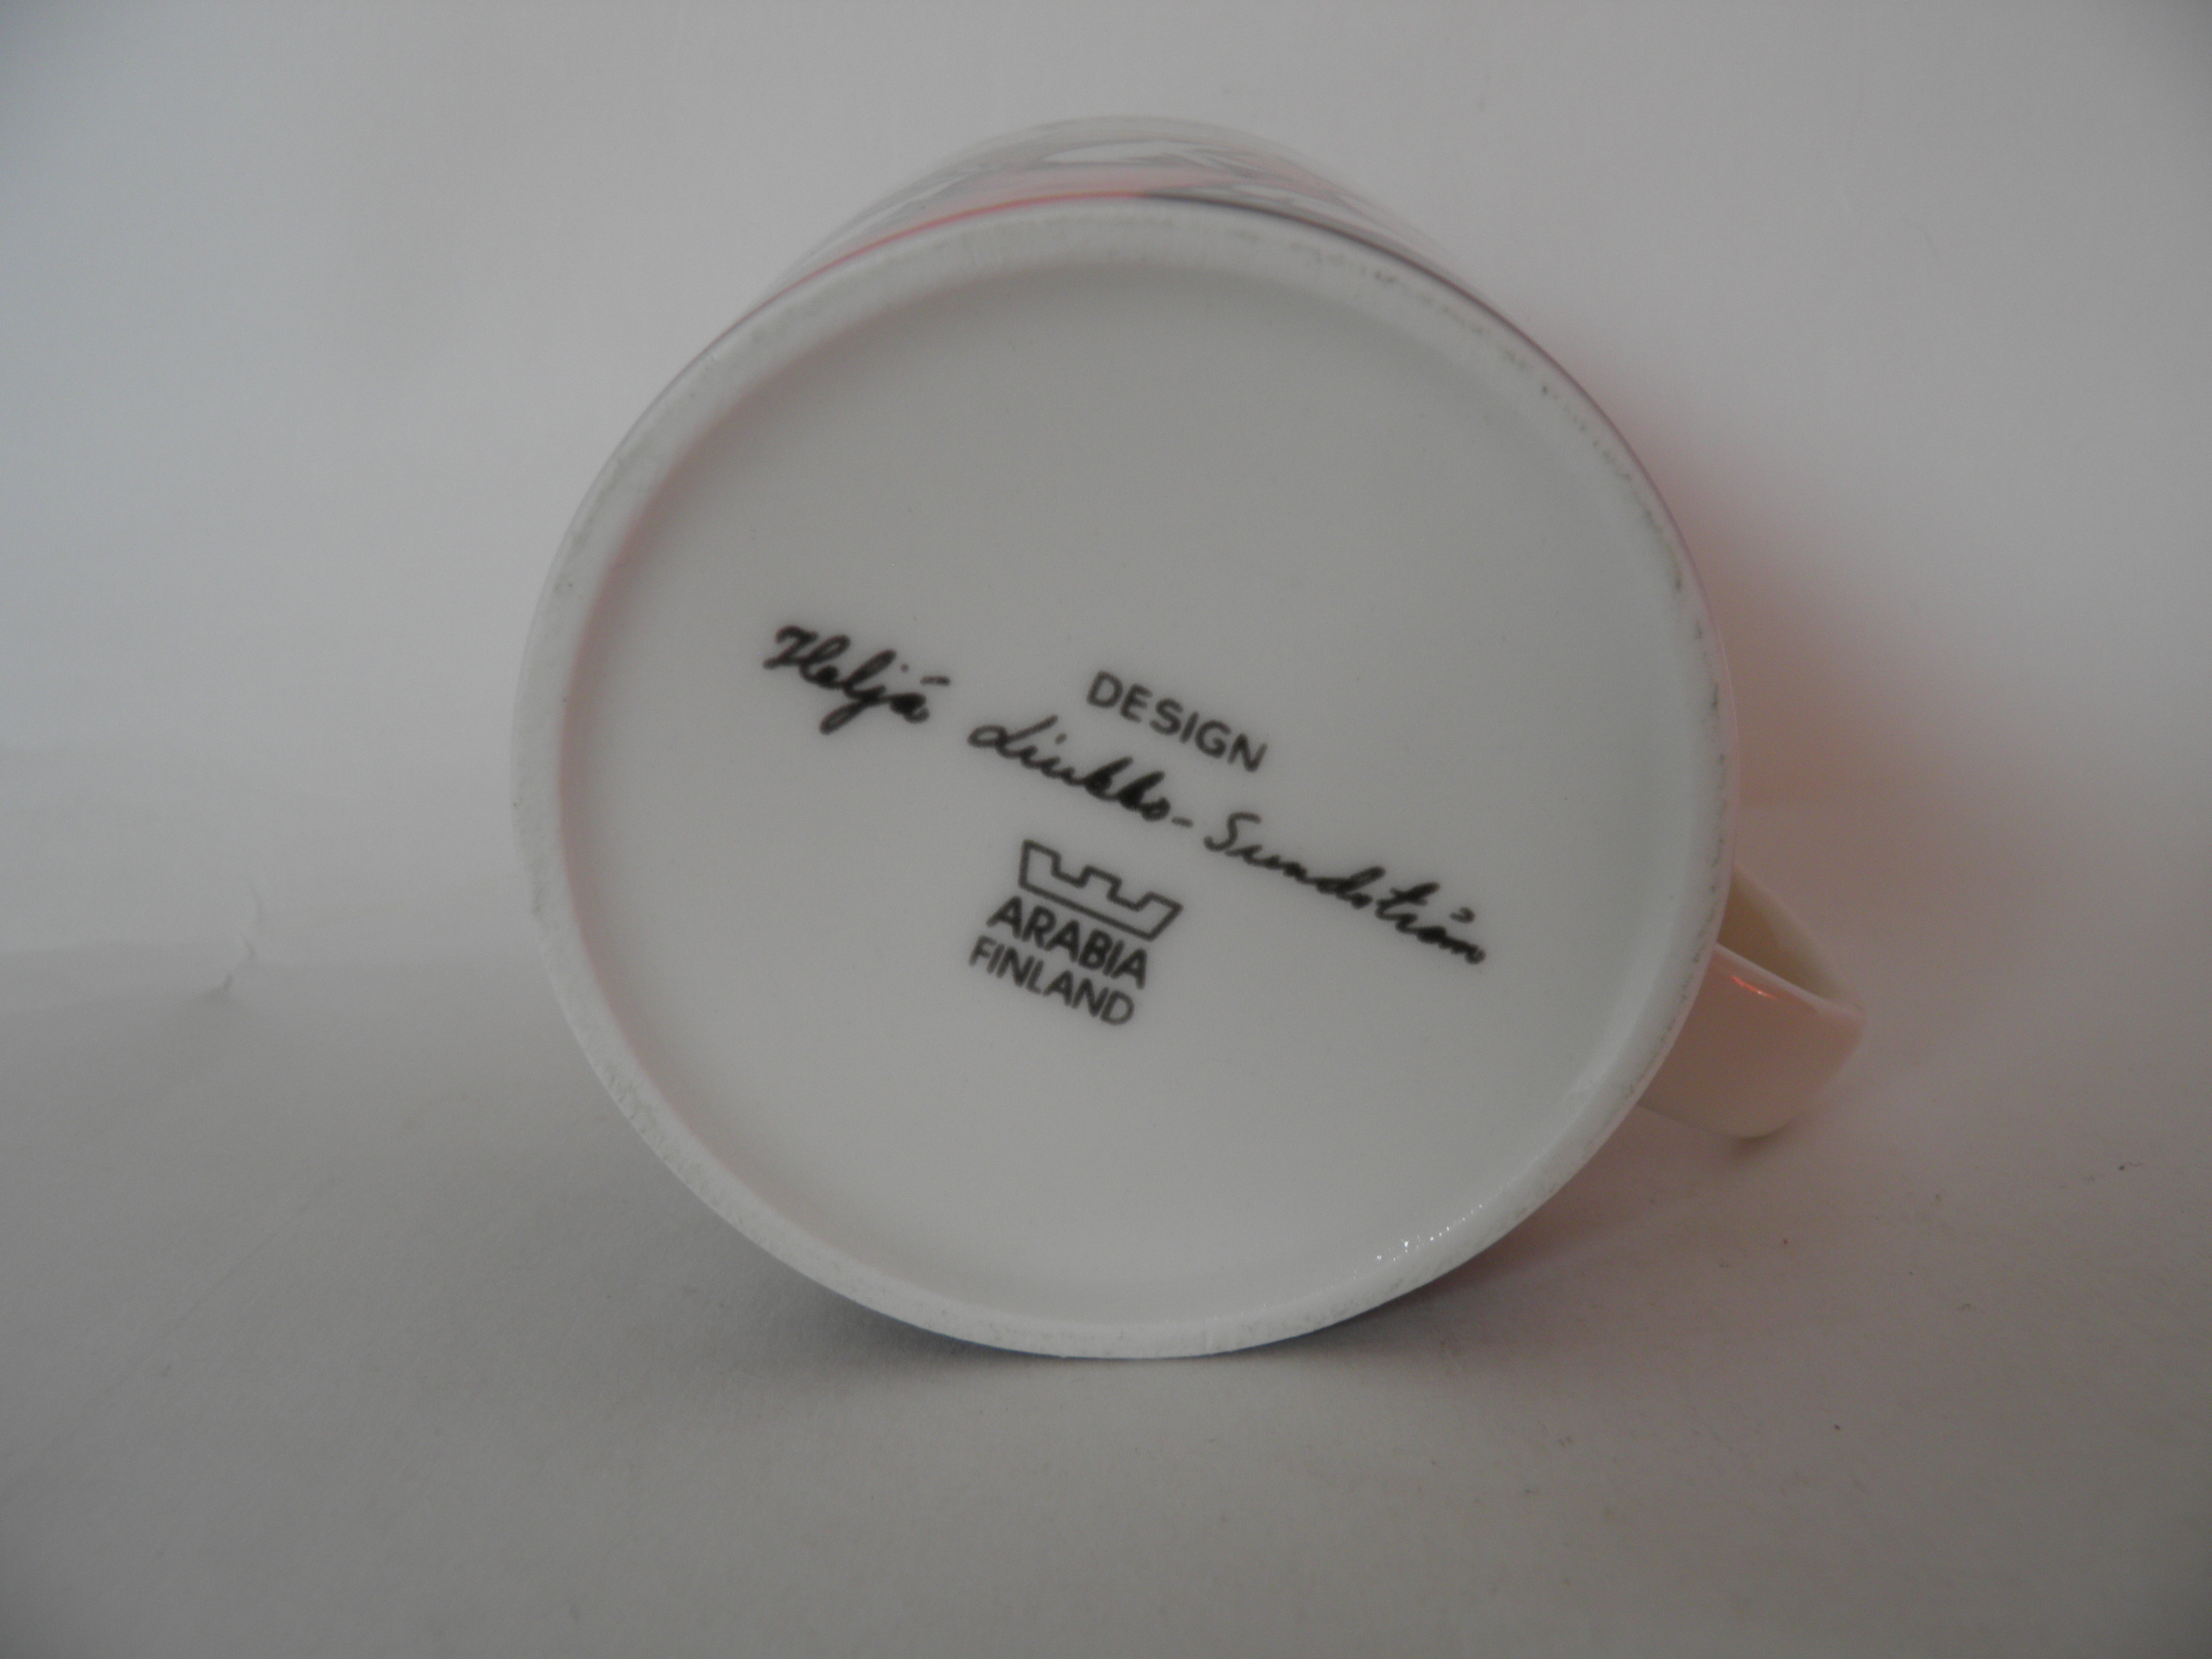 DESIGN
Heljä Liukko-Sundström
ARABIA
FINLAND